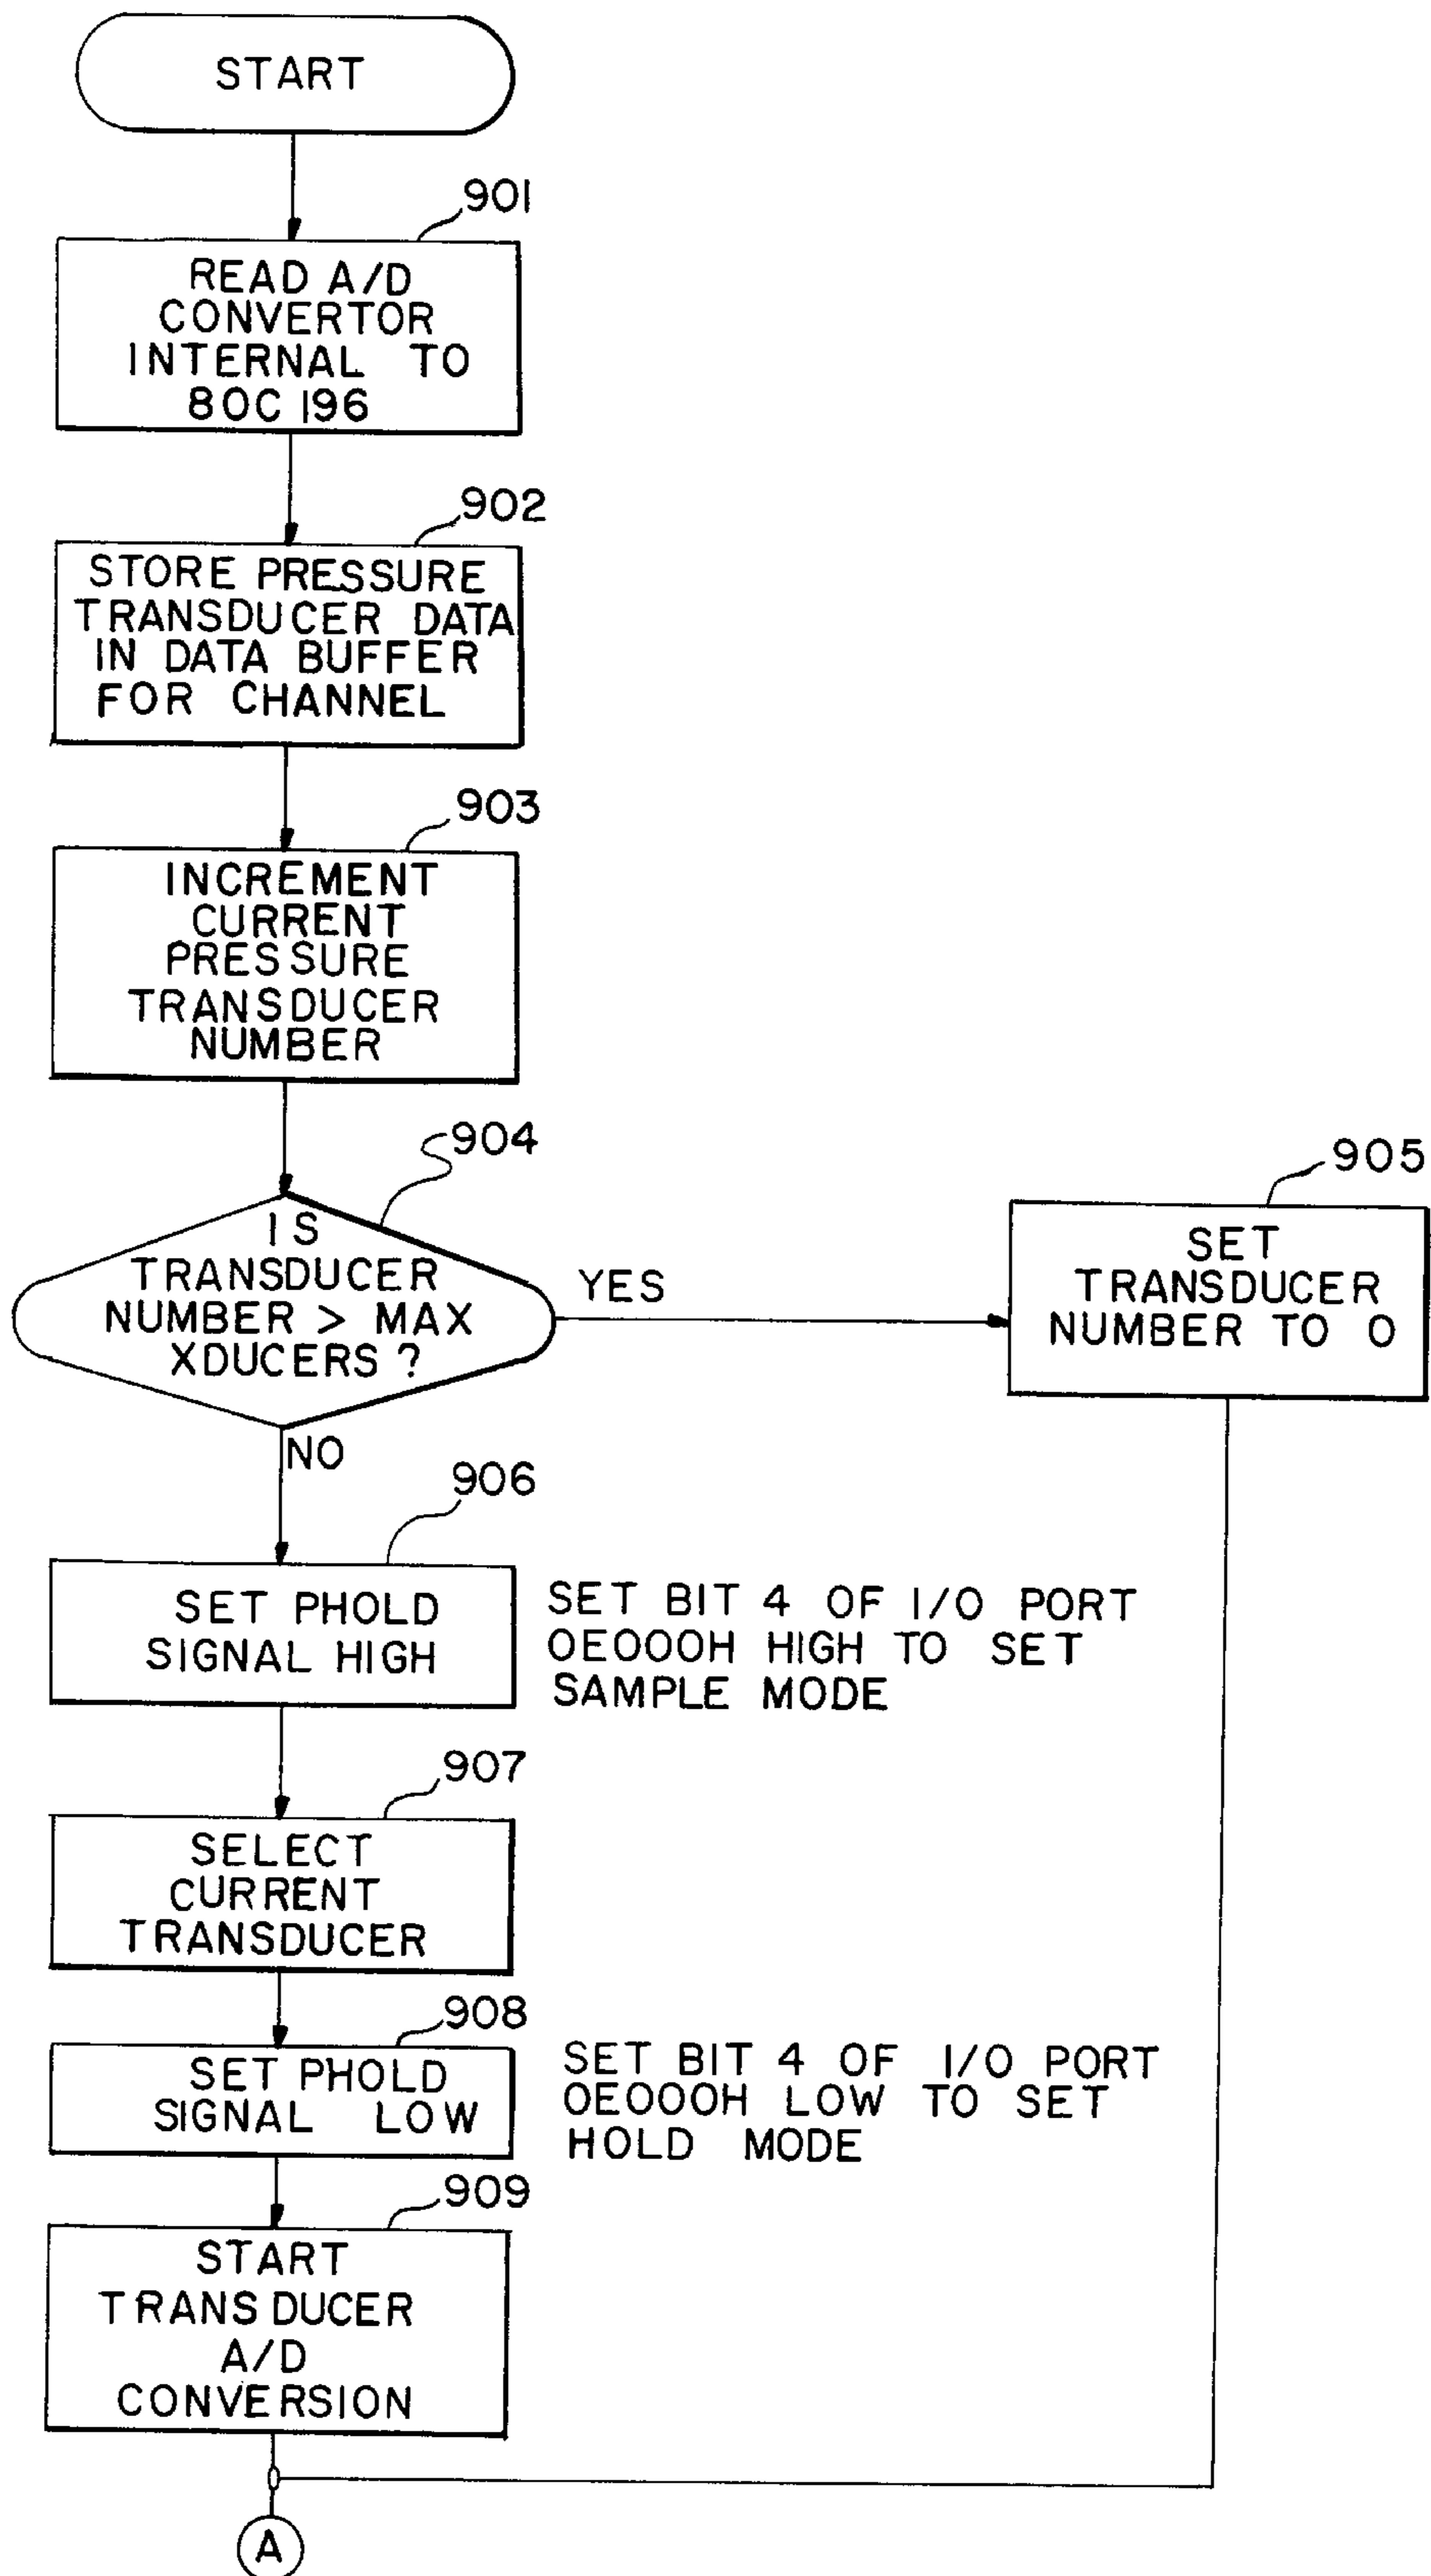 START
901
READ A/D
CONVERTOR
INTERNAL TO
80C 196
902
STORE PRESSURE
TRANSDUCER DATA
IN DATA BUFFER
FOR CHANNEL
903
INCREMENT
CURRENT
PRESSURE
TRANSDUCER
NUMBER
904
IS
TRANSDUCER
NUMBER > MAX
XDUCERS ?
YES
905
SET
TRANSDUCER
NUMBER TO 0
NO
906
SET PHOLD
SIGNAL HIGH
SET BIT 4 OF I/O PORT
0E000H HIGH TO SET
SAMPLE MODE
907
SELECT
CURRENT
TRANSDUCER
908
SET PHOLD
SIGNAL LOW
SET BIT 4 OF I/O PORT
0E000H LOW TO SET
HOLD MODE
909
START
TRANSDUCER
A/D
CONVERSION
A